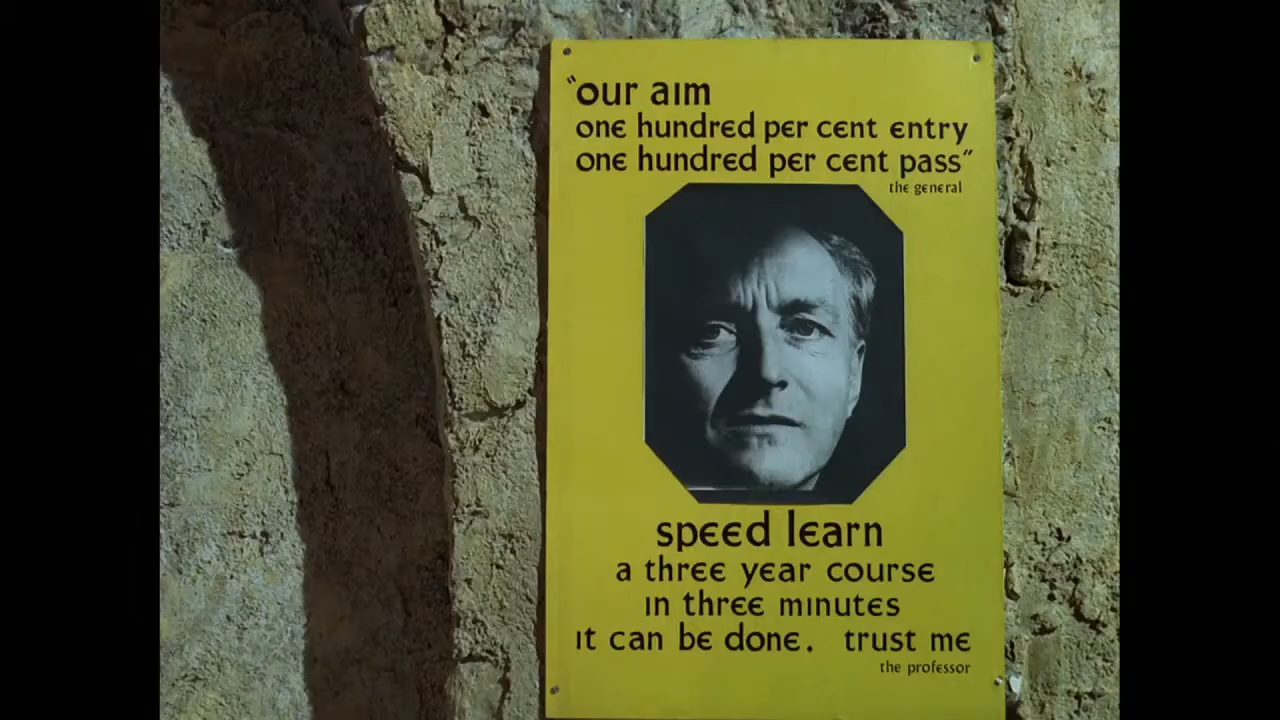 "our aim
one hundred per cent entry
one hundred per cent pass"
the general
speed learn
a three year course
in three minutes
it can be done. trust me
the professor